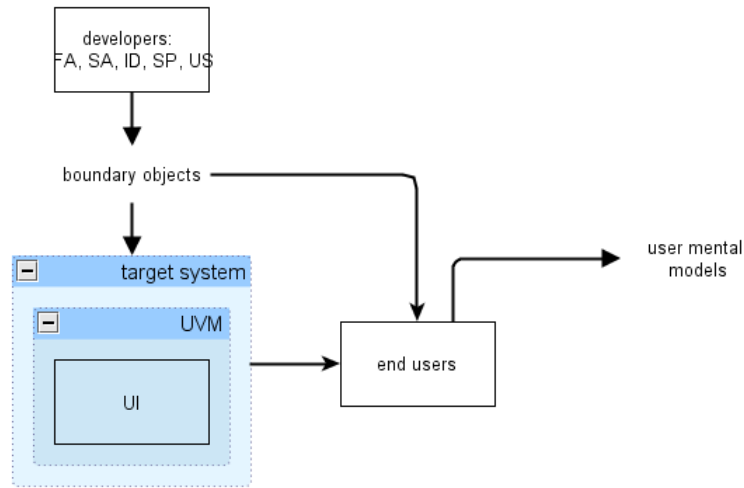 developers:
FA, SA, ID, SP, US
boundary objects
user mental
models
target system
UVM
end users
UI